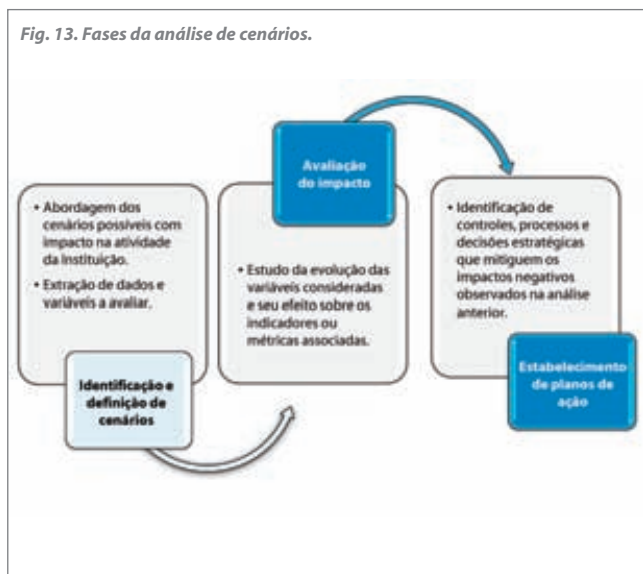 Fig. 13. Fases da análise de cenários.
• Abordagem dos
cenários possíveis com
impacto na atividade
da Instituição.
• Extração de dados e
variáveis a avaliar.
Identificação e
definição de
cenários
Avaliação
do impacto
• Estudo da evolução das
variáveis consideradas
e seu efeito sobre os
indicadores ou
métricas associadas.
• Identificação de
controles, processos e
decisões estratégicas
que mitiguem os
impactos negativos
observados na análise
anterior.
Estabelecimento
de planos de
ação